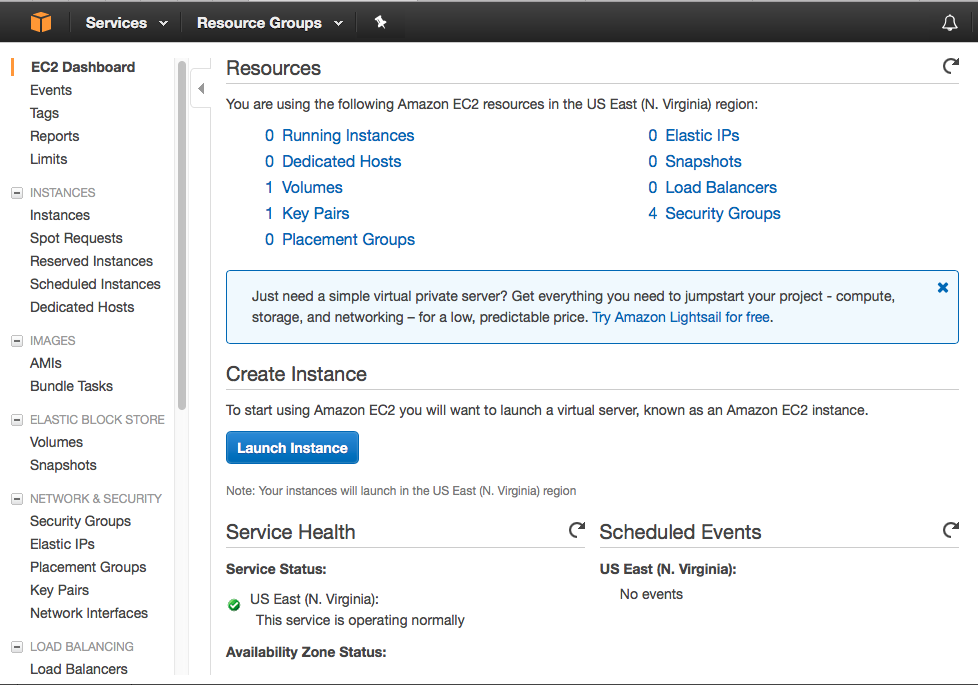 Services
Resource Groups
EC2 Dashboard
Events
Tags
Reports
Limits
INSTANCES
Instances
Spot Requests
Reserved Instances
Scheduled Instances
Dedicated Hosts
IMAGES
AMIs
Bundle Tasks
ELASTIC BLOCK STORE
Volumes
Snapshots
NETWORK & SECURITY
Security Groups
Elastic IPs
Placement Groups
Key Pairs
Network Interfaces
LOAD BALANCING
Load Balancers
Resources
You are using the following Amazon EC2 resources in the US East (N. Virginia) region:
0 Running Instances
0 Dedicated Hosts
1 Volumes
1 Key Pairs
0 Placement Groups
0 Elastic IPs
0 Snapshots
0 Load Balancers
4 Security Groups
Just need a simple virtual private server? Get everything you need to jumpstart your project - compute,
storage, and networking – for a low, predictable price. Try Amazon Lightsail for free.
Create Instance
To start using Amazon EC2 you will want to launch a virtual server, known as an Amazon EC2 instance.
Launch Instance
Note: Your instances will launch in the US East (N. Virginia) region
Service Health
Service Status:
US East (N. Virginia):
This service is operating normally
Availability Zone Status:
Scheduled Events
US East (N. Virginia):
No events